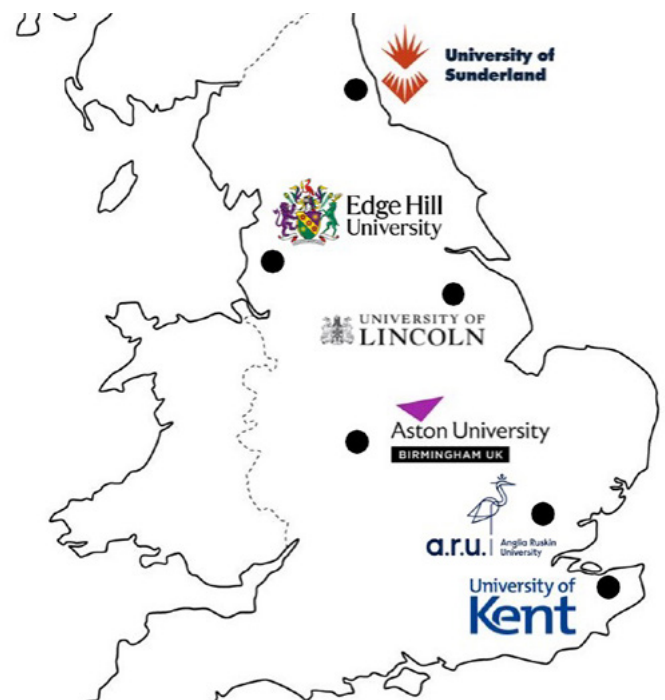 University of
Sunderland
Edge Hill
University
UNIVERSITY OF
LINCOLN
Aston University
BIRMINGHAM UK
a.r.u.
Anglia Ruskin
University
University of
Kent